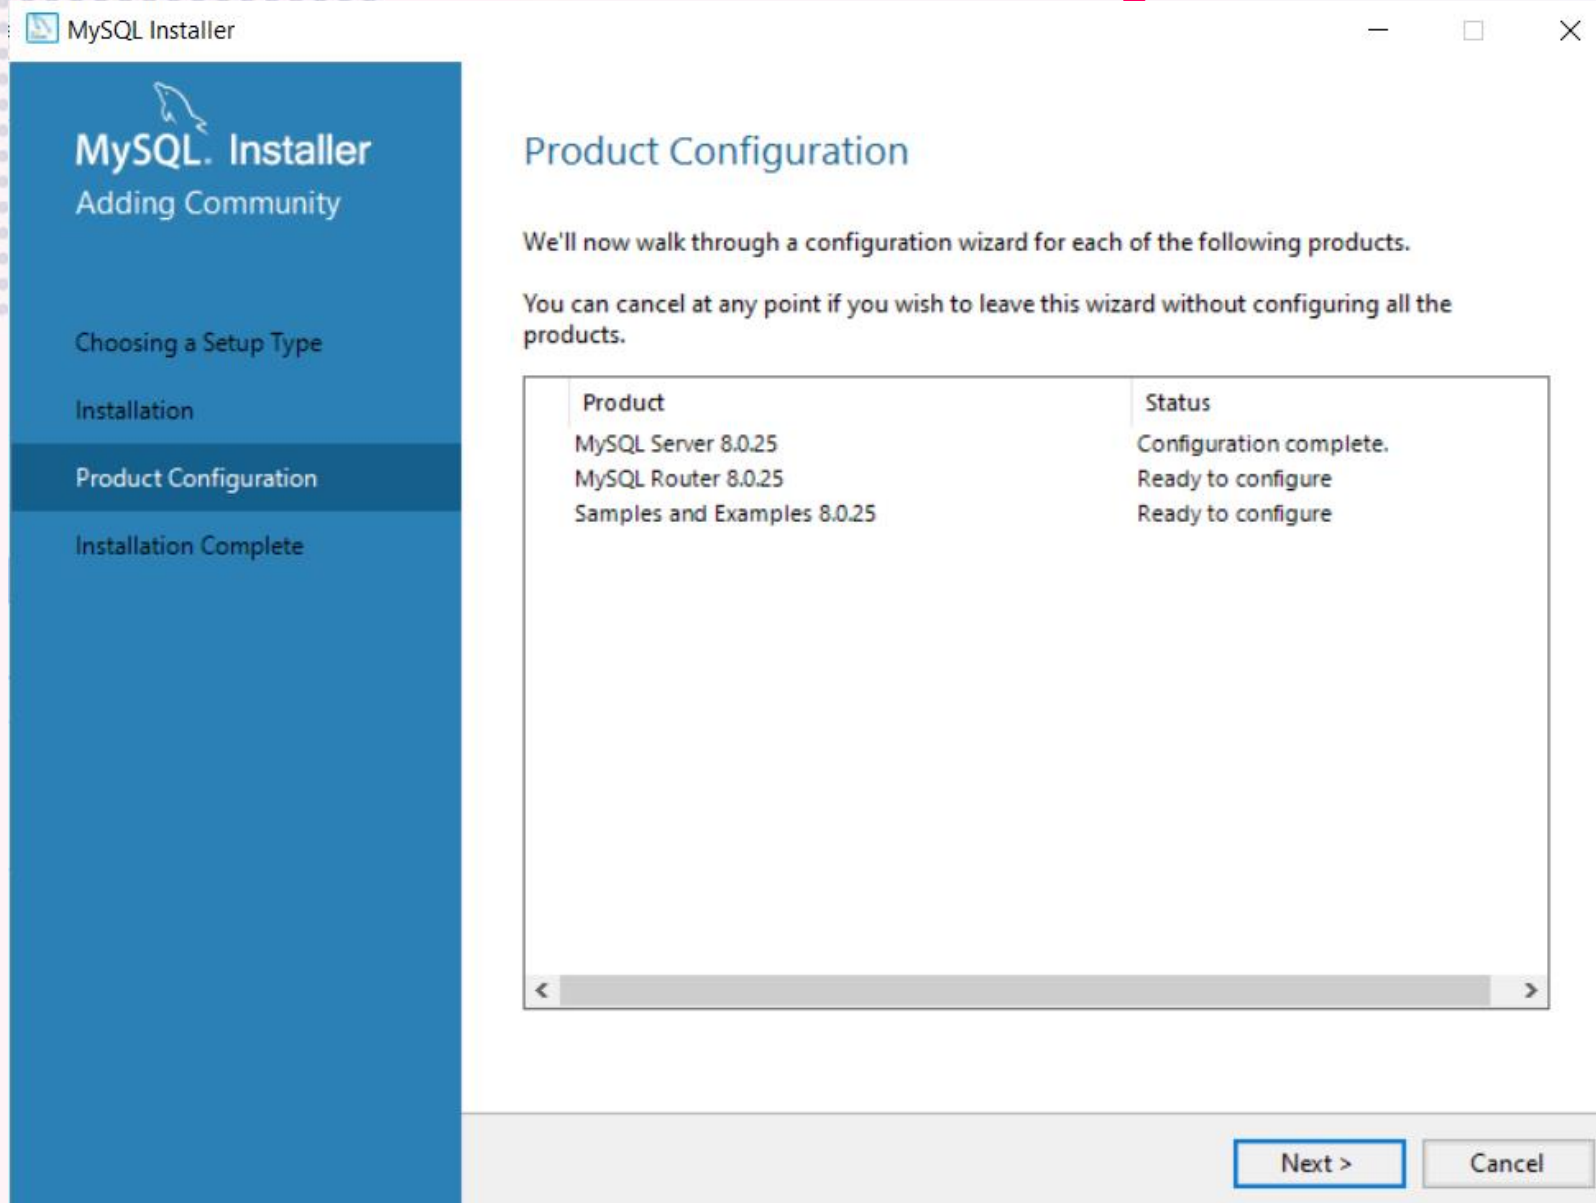 MySQL Installer
MySQL. Installer
Adding Community
Choosing a Setup Type
Installation
Product Configuration
Installation Complete
Product Configuration
We'll now walk through a configuration wizard for each of the following products.
You can cancel at any point if you wish to leave this wizard without configuring all the
products.
Product Status
MySQL Server 8.0.25 Configuration complete.
MySQL Router 8.0.25 Ready to configure
Samples and Examples 8.0.25 Ready to configure
Next > Cancel